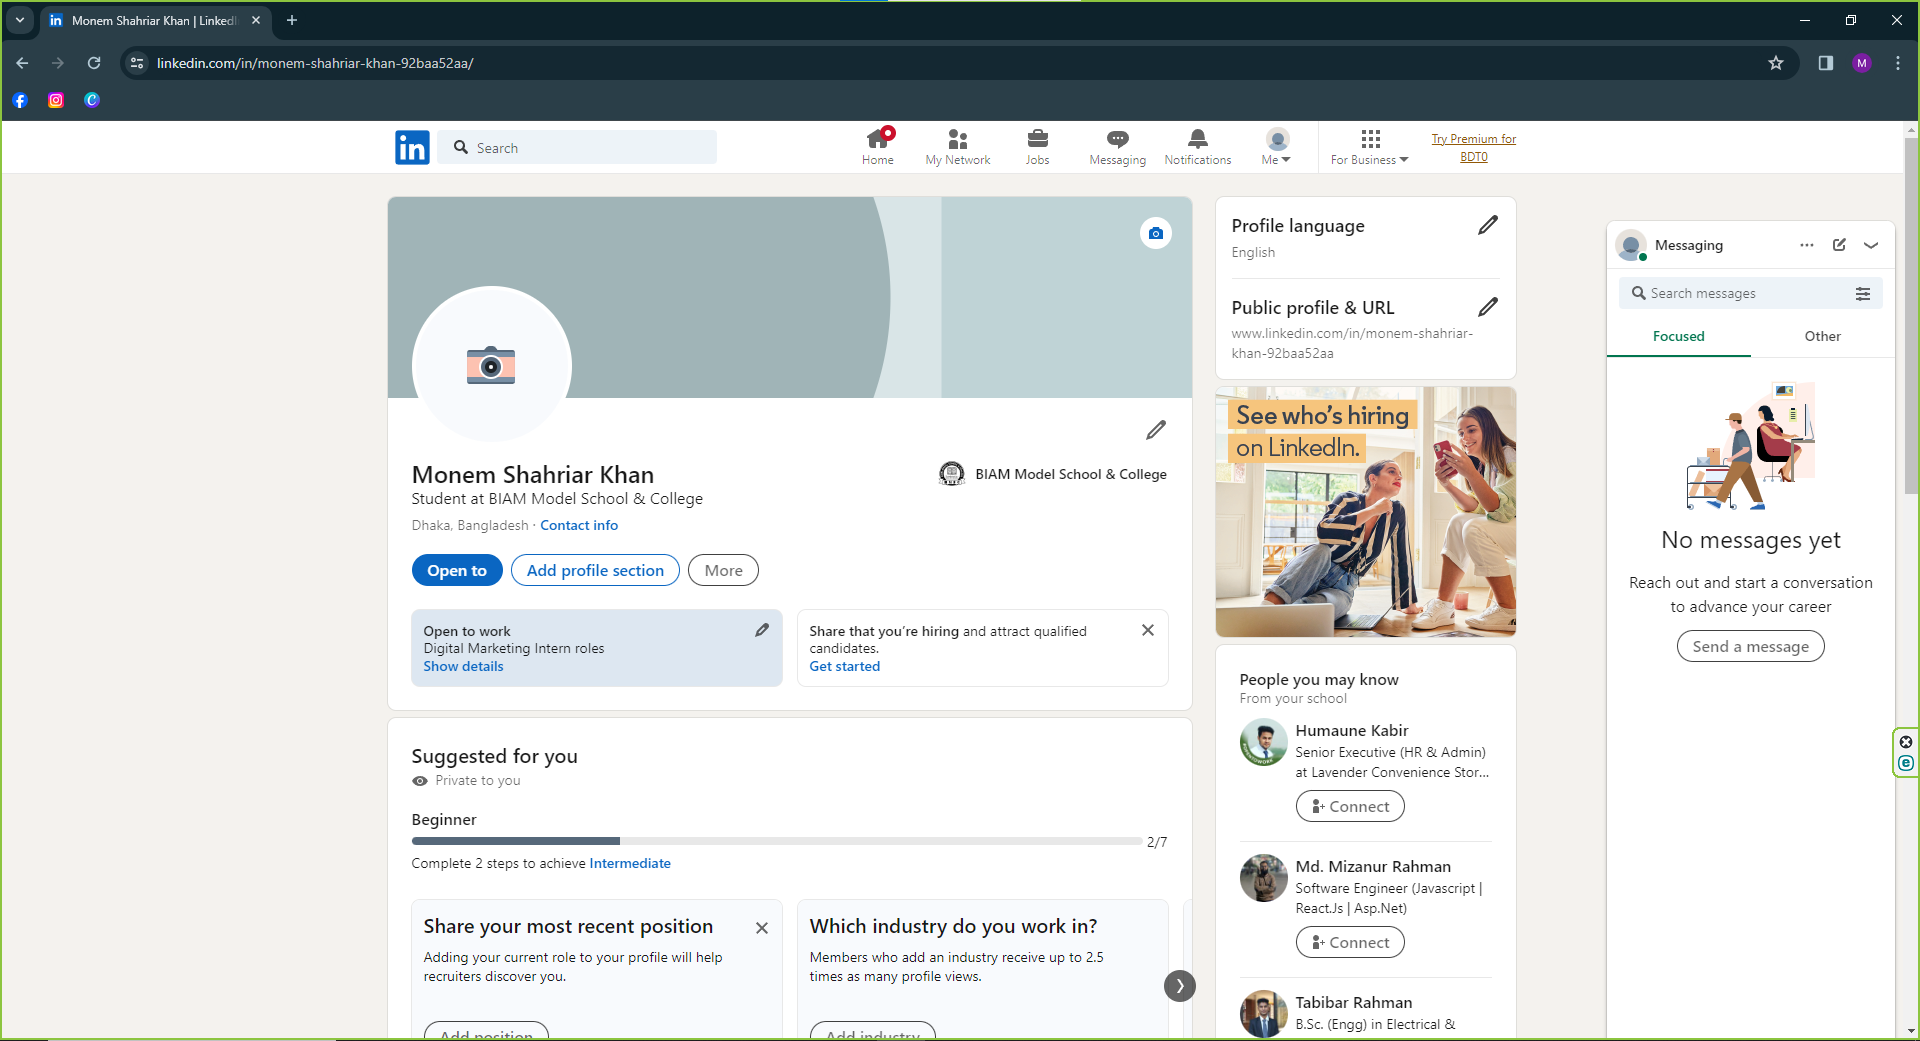 Monem Shahriar Khan | LinkedI
linkedin.com/in/monem-shahriar-khan-92baa52aa/
M
in
Search
Home
My Network
Jobs
Messaging
Notifications
Me
For Business
Try Premium for
BDT0
Monem Shahriar Khan
Student at BIAM Model School & College
Dhaka, Bangladesh · Contact info
BIAM Model School & College
Open to
Add profile section
More
Open to work
Digital Marketing Intern roles
Show details
Share that you’re hiring and attract qualified
candidates.
Get started
Suggested for you
Private to you
Beginner
2/7
Complete 2 steps to achieve Intermediate
Share your most recent position
Adding your current role to your profile will help
recruiters discover you.
Add position
Which industry do you work in?
Members who add an industry receive up to 2.5
times as many profile views.
Add industry
Profile language
English
Public profile & URL
www.linkedin.com/in/monem-shahriar-
khan-92baa52aa
See who’s hiring
on LinkedIn.
People you may know
From your school
Humaune Kabir
Senior Executive (HR & Admin)
at Lavender Convenience Stor...
Connect
Md. Mizanur Rahman
Software Engineer (Javascript |
React.Js | Asp.Net)
Connect
Tabibar Rahman
B.Sc. (Engg) in Electrical &
Messaging
Search messages
Focused
Other
No messages yet
Reach out and start a conversation
to advance your career
Send a message